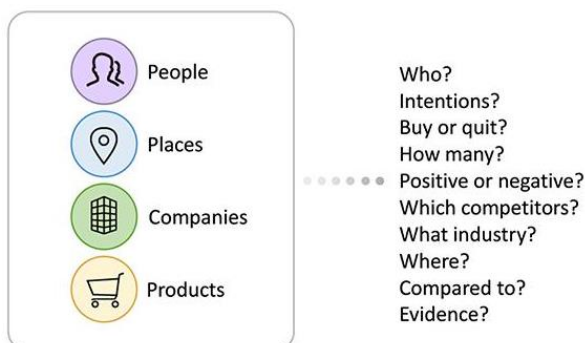 People
Places
Companies
Products
Who?
Intentions?
Buy or quit?
How many?
Positive or negative?
Which competitors?
What industry?
Where?
Compared to?
Evidence?